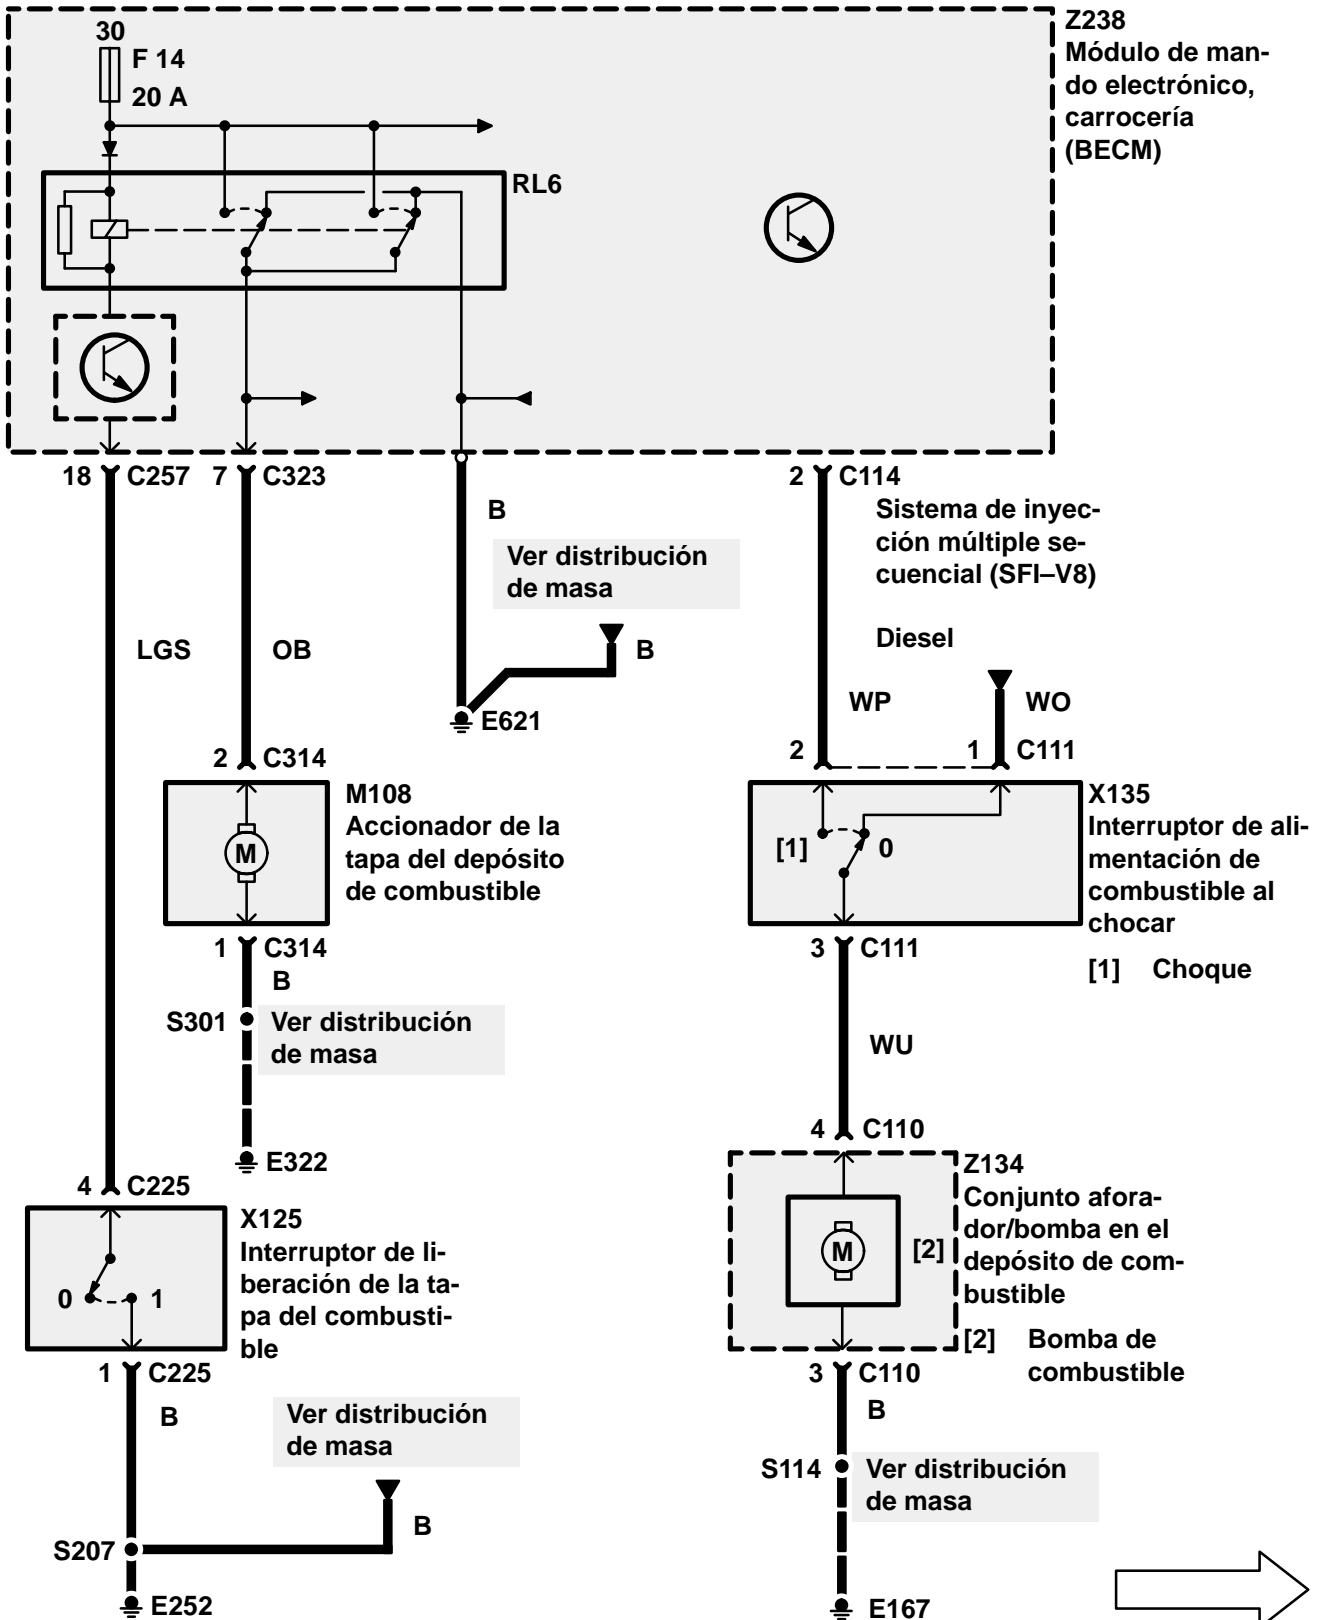 30
F 14
20 A
RL6
Z238
Módulo de man-
do electrónico,
carrocería
(BECM)
18 C257
7 C323
B
2 C114
Sistema de inyec-
ción múltiple se-
cuencial (SFI–V8)
Ver distribución
de masa
Diesel
LGS
OB
B
WP
WO
E621
2 C314
2
1 C111
M108
Accionador de la
tapa del depósito
de combustible
M
X135
Interruptor de ali-
mentación de
combustible al
chocar
[1]
0
[1] Choque
1 C314
B
3 C111
S301
Ver distribución
de masa
WU
E322
4 C110
4 C225
X125
Interruptor de li-
beración de la ta-
pa del combusti-
ble
0
1
Z134
Conjunto afora-
dor/bomba en el
depósito de com-
bustible
M
[2]
[2] Bomba de
combustible
1 C225
B
3 C110
B
Ver distribución
de masa
B
S114
Ver distribución
de masa
S207
E252
E167